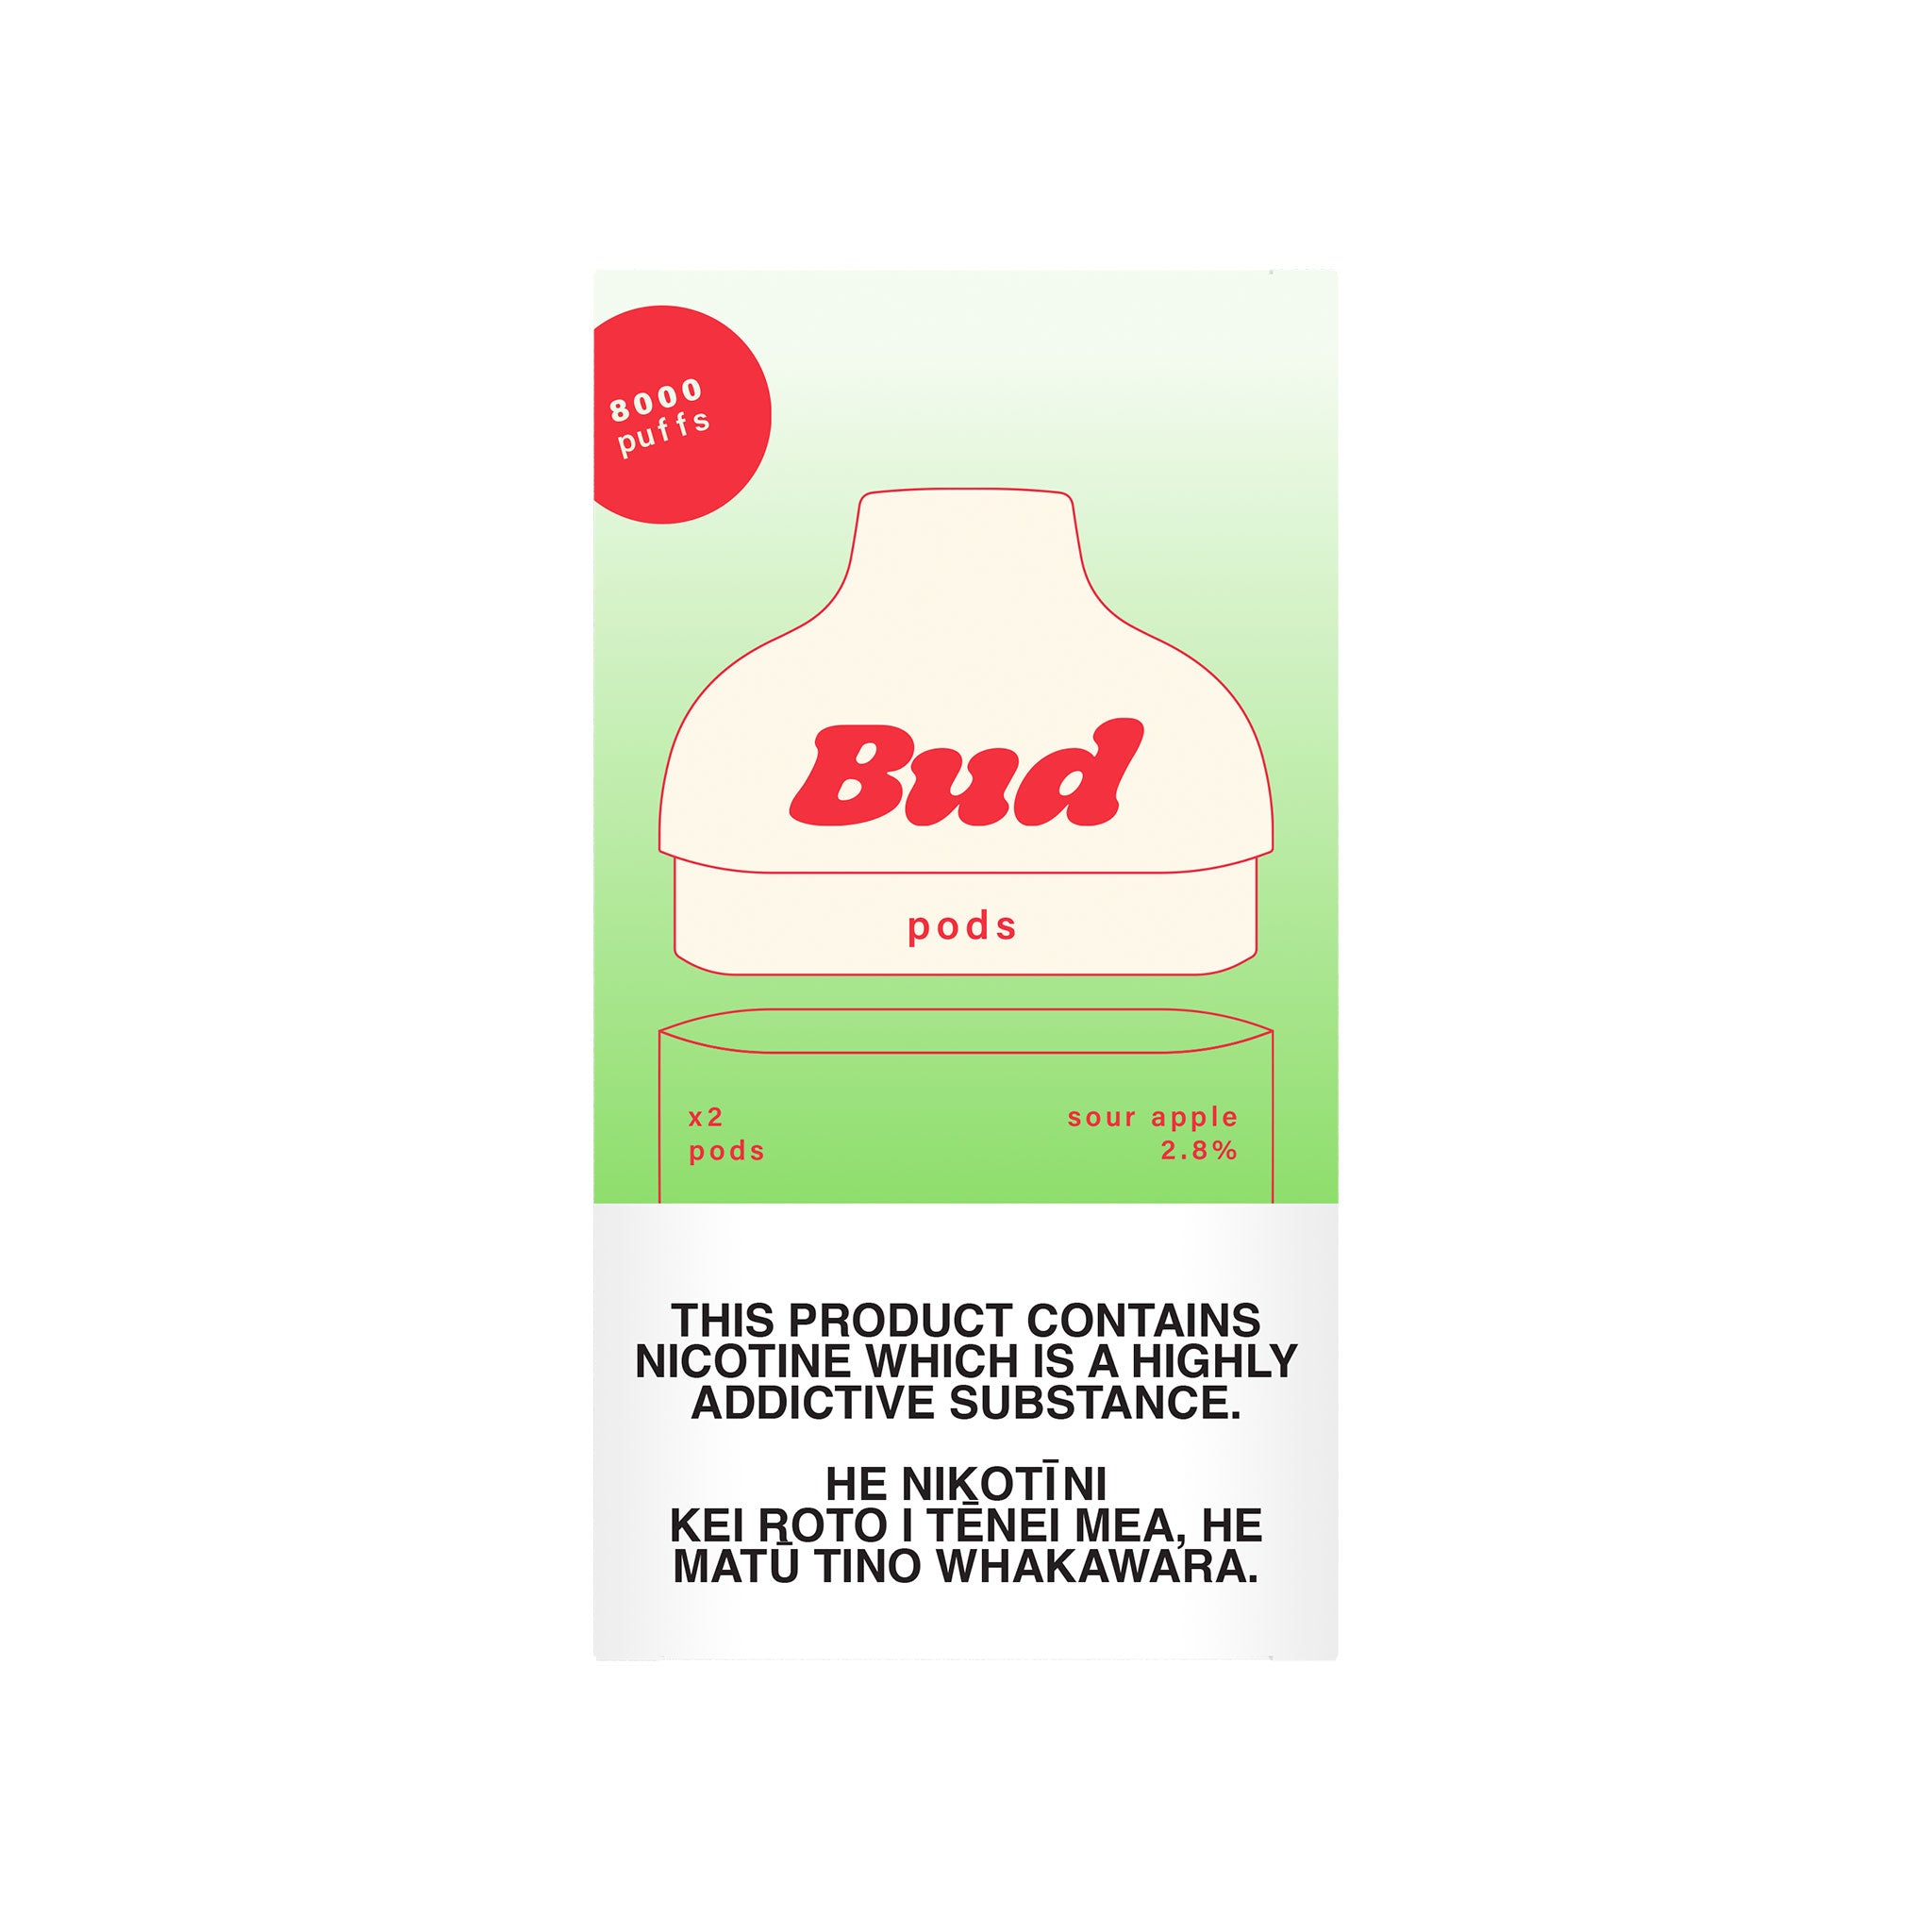 8000
puffs
Bud
pods
x2
pods
sour apple
2.8%
THIS PRODUCT CONTAINS
NICOTINE WHICH IS A HIGHLY
ADDICTIVE SUBSTANCE.
HE NIKOTĪNI
KEI ROTO I TĒNEI MEA, HE
MATŪ TINO WHAKAWARA.